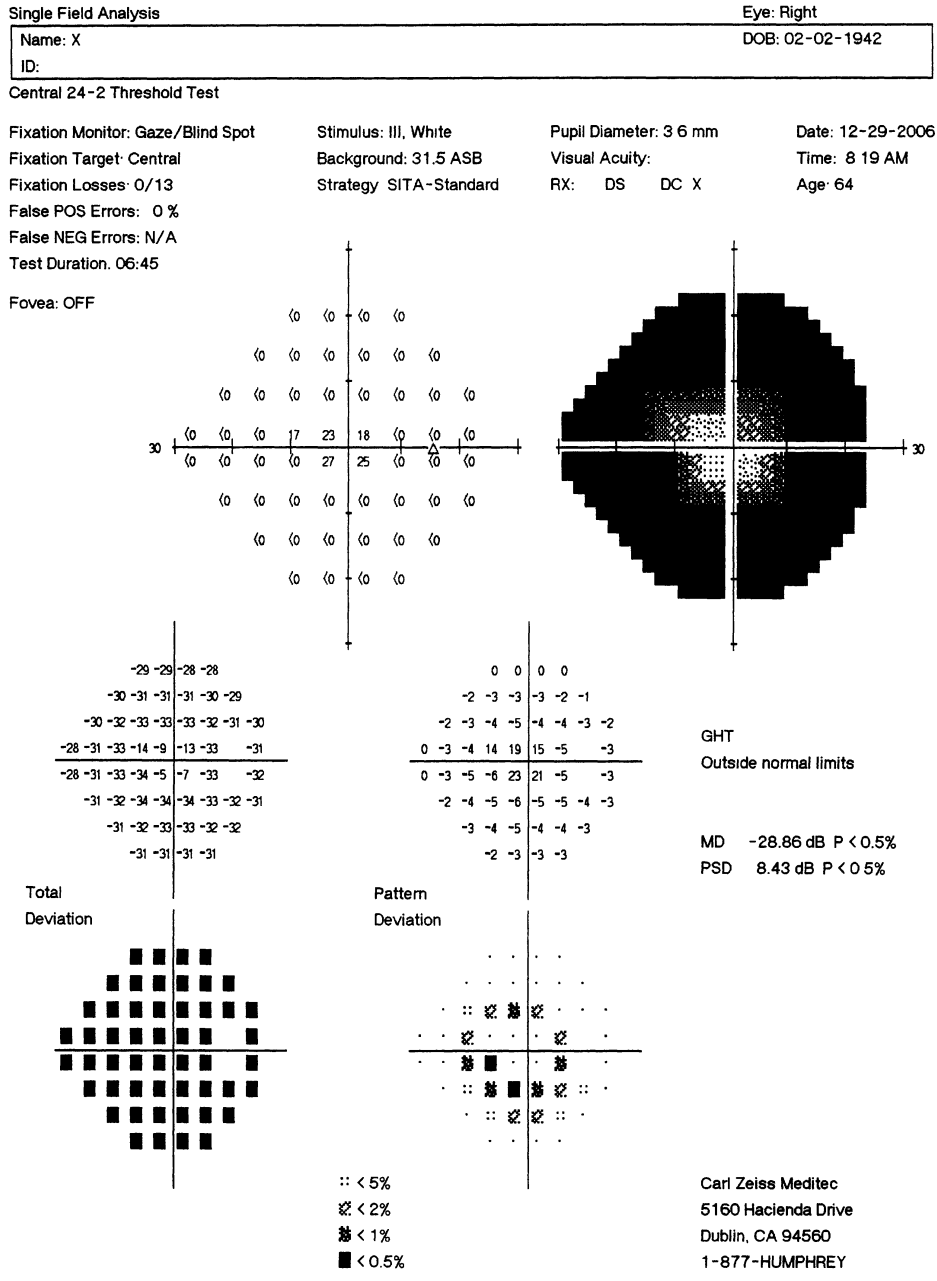 Single Field Analysis Eye: Right
Name: X DOB: 02-02-1942
ID:
Central 24-2 Threshold Test
Fixation Monitor: Gaze/Blind Spot Stimulus: III, White Pupil Diameter: 3 6 mm Date: 12-29-2006
Fixation Target· Central Background: 31.5 ASB Visual Acuity: Time: 8 19 AM
Fixation Losses· 0/13 Strategy SITA-Standard RX: DS DC X Age· 64
False POS Errors: 0 %
False NEG Errors: N/A
Test Duration. 06:45
Fovea: OFF
<0 <0 <0 <0
<0 <0 <0 <0 <0 <0
<0 <0 <0 <0 <0 <0 <0 <0
<0 <0 <0 17 23 18 <0 <0 <0
30 30
<0 <0 <0 <0 27 25 <0 <0 <0
<0 <0 <0 <0 <0 <0 <0 <0
<0 <0 <0 <0 <0 <0
<0 <0 <0 <0
-29 -29 -28 -28 0 0 0 0
-30 -31 -31 -31 -30 -29 -2 -3 -3 -3 -2 -1
-30 -32 -33 -33 -33 -32 -31 -30 -2 -3 -4 -5 -4 -4 -3 -2
-28 -31 -33 -14 -9 -13 -33 -31 0 -3 -4 14 19 15 -5 -3
-28 -31 -33 -34 -5 -7 -33 -32 0 -3 -5 -6 23 21 -5 -3
-31 -32 -34 -34 -34 -33 -32 -31 -2 -4 -5 -6 -5 -5 -4 -3
-31 -32 -33 -33 -32 -32 -3 -4 -5 -4 -4 -3
-31 -31 -31 -31 -2 -3 -3 -3
GHT
Outside normal limits
MD -28.86 dB P < 0.5%
PSD 8.43 dB P < 0 5%
Total Pattern
Deviation Deviation
< 5%
< 2%
< 1%
< 0.5%
Carl Zeiss Meditec
5160 Hacienda Drive
Dublin, CA 94560
1-877-HUMPHREY